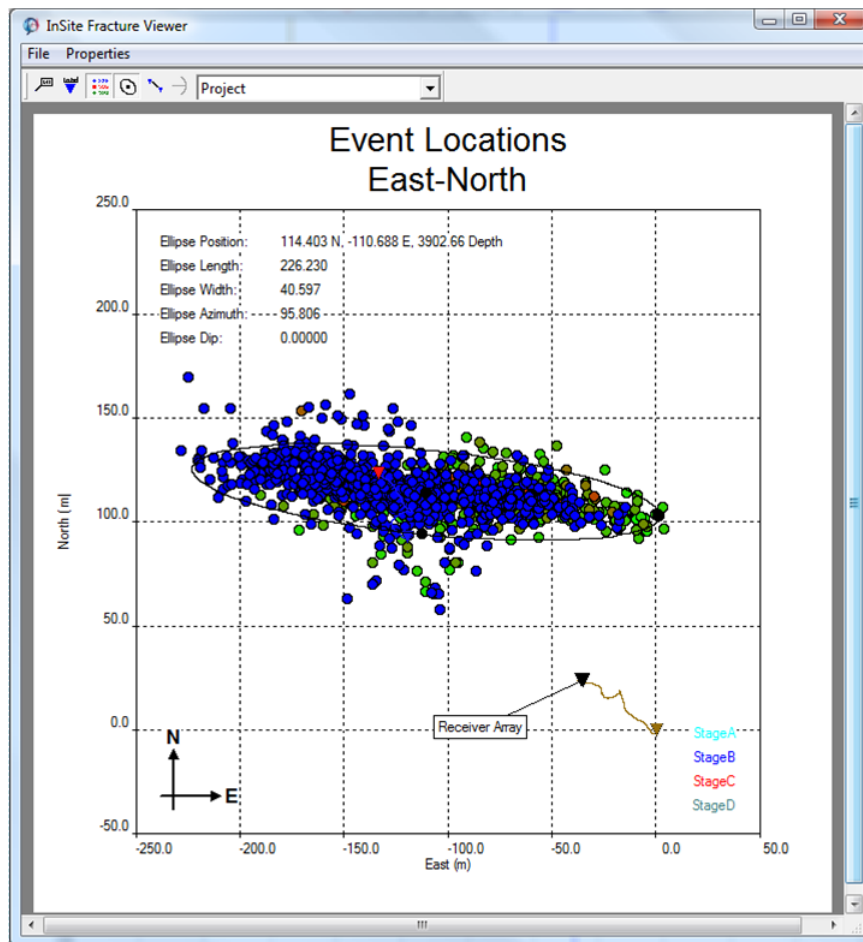 InSite Fracture Viewer
File Properties
Project
Event Locations
East-North
250.0
200.0
150.0
100.0
50.0
0.0
-50.0
North [m]
Ellipse Position: 114.403 N, -110.688 E, 3902.66 Depth
Ellipse Length: 226.230
Ellipse Width: 40.597
Ellipse Azimuth: 95.806
Ellipse Dip: 0.00000
Receiver Array
N
E
StageA
StageB
StageC
StageD
-250.0 -200.0 -150.0 -100.0 -50.0 0.0 50.0
East (m)